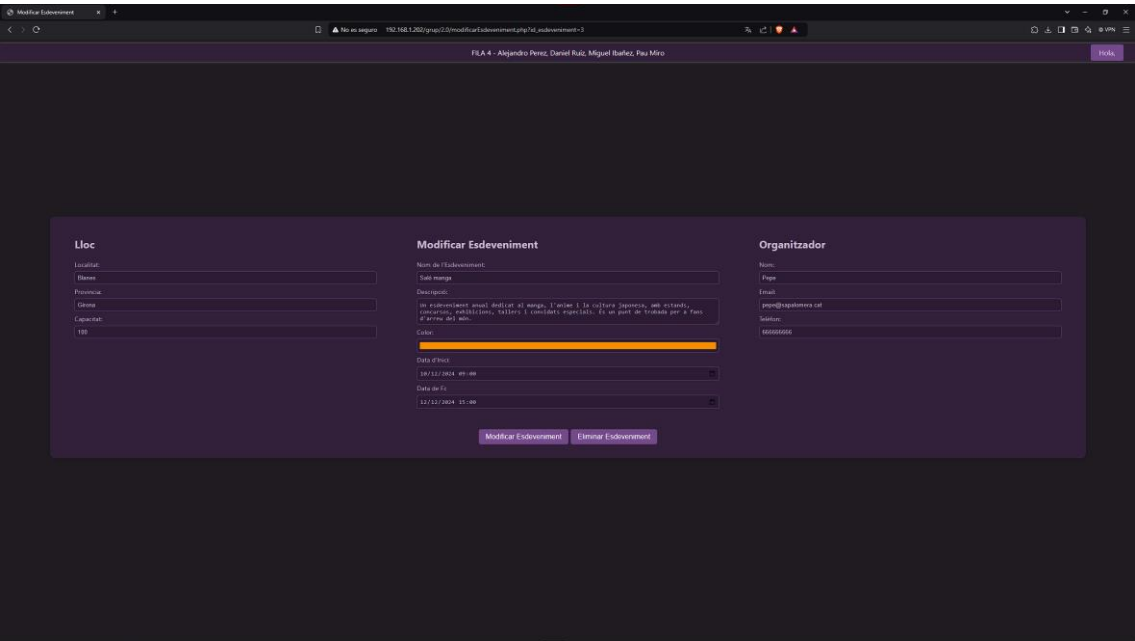 Modificar Esdeveniment
No es seguro 192.168.1.202/grup/2.0/modificarEsdeveniment.php?id_esdeveniment=3
VPN
FILA 4 - Alejandro Perez, Daniel Ruiz, Miguel Ibañez, Pau Miro
Hola,
Lloc
Localitat:
Blanes
Provincia:
Girona
Capacitat:
100
Modificar Esdeveniment
Nom de l'Esdeveniment:
Saló manga
Descripció:
Un esdeveniment anual dedicat al manga, l'anime i la cultura japonesa, amb estands,
concursos, exhibicions, tallers i convidats especials. És un punt de trobada per a fans
d'arreu del món.
Color:
Data d'Inici:
10/12/2024 09:00
Data de Fi:
12/12/2024 15:00
Organitzador
Nom:
Pepe
Email:
pepe@sapalomera.cat
Telèfon:
666666666
Modificar Esdeveniment
Eliminar Esdeveniment